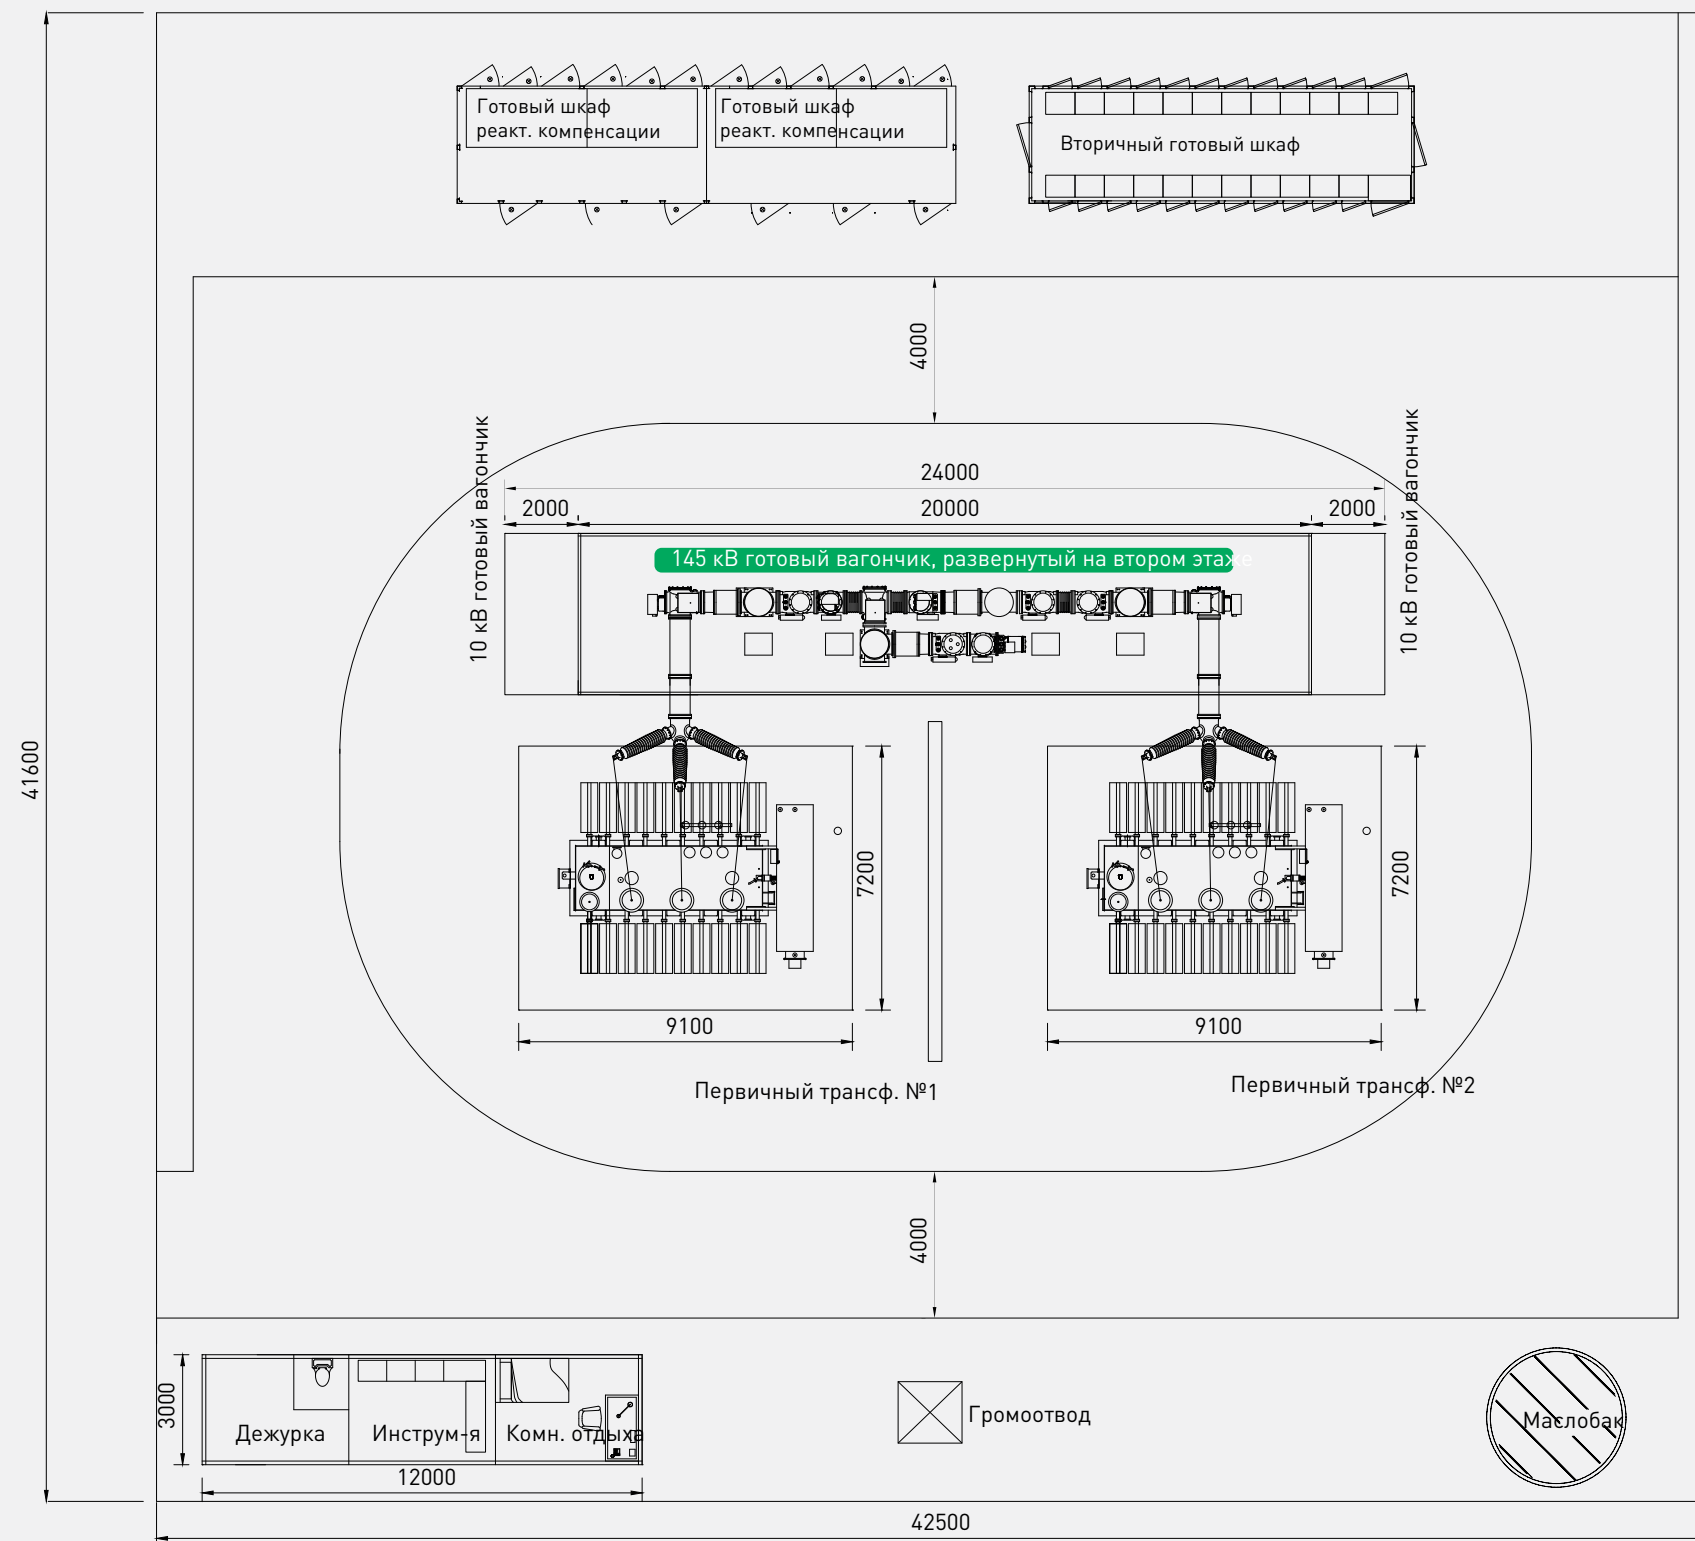 Готовый шкаф
реакт. компенсации
Готовый шкаф
реакт. компенсации
Вторичный готовый шкаф
4000
10 кВ готовый вагончик
10 кВ готовый вагончик
24000
2000
20000
2000
145 кВ готовый вагончик, развернутый на втором этаже
41600
7200
7200
9100
9100
Первичный трансф. №1
Первичный трансф. №2
4000
3000
Дежурка
Инструм-я
Комн. отдыха
Громоотвод
Маслобак
12000
42500